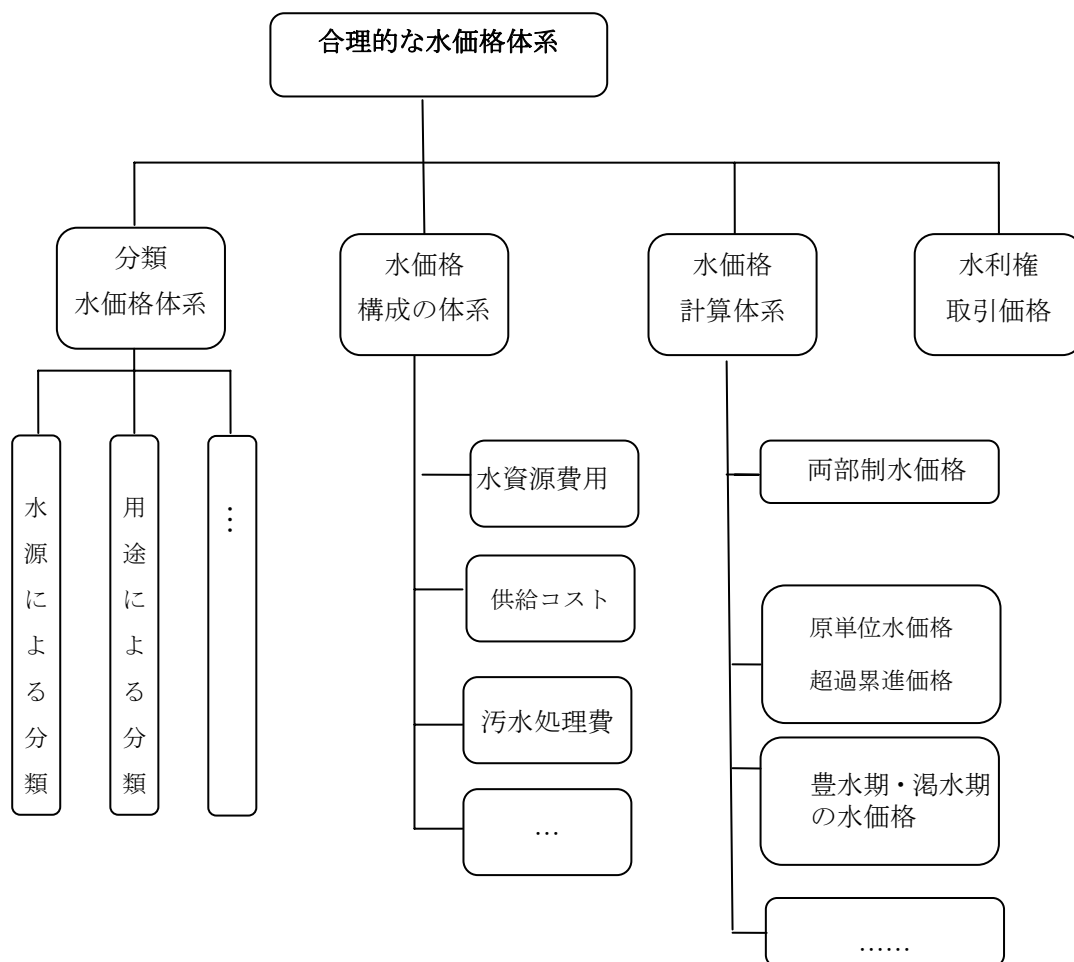 合理的な水価格体系
分類
水価格体系
水価格
構成の体系
水価格
計算体系
水利権
取引価格
水源による分類
用途による分類
…
水資源費用
供給コスト
汚水処理費
…
両部制水価格
原単位水価格
超過累進価格
豊水期・渇水期
の水価格
……